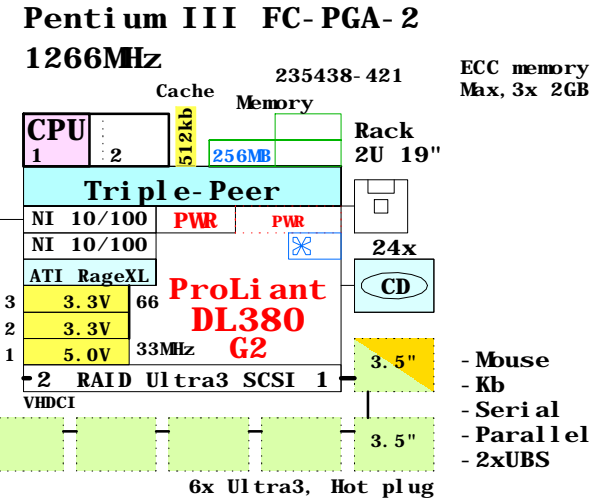 Pentium III FC-PGA-2
1266MHz
235438-421
ECC memory
Max,3x 2GB
Cache
Memory
512kb
CPU
1
2
256MB
Rack
2U 19"
Triple-Peer
NI 10/100
PWR
PWR
NI 10/100
24x
ATI RageXL
CD
3
3.3V
66
ProLiant
DL380
G2
2
3.3V
1
5.0V
33MHz
3.5"
-2 RAID Ultra3 SCSI 1
VHDCI
-Mouse
-Kb
-Serial
-Parallel
-2xUBS
3.5"
6x Ultra3, Hot plug